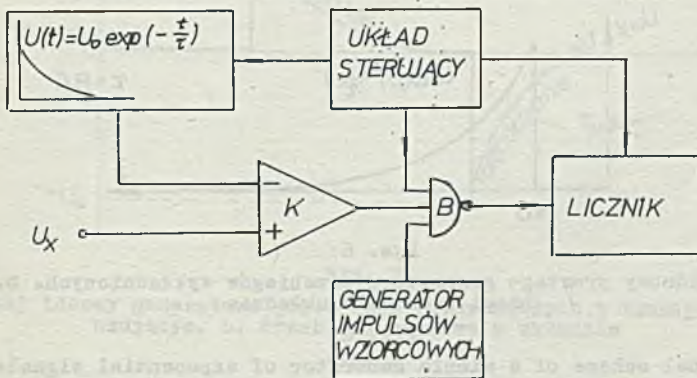 U(t)=U₀ exp(-t/τ)
UKŁAD
STERUJĄCY
K
−
+
Uₓ
B
LICZNIK
GENERATOR
IMPULSÓW
WZORCOWYCH